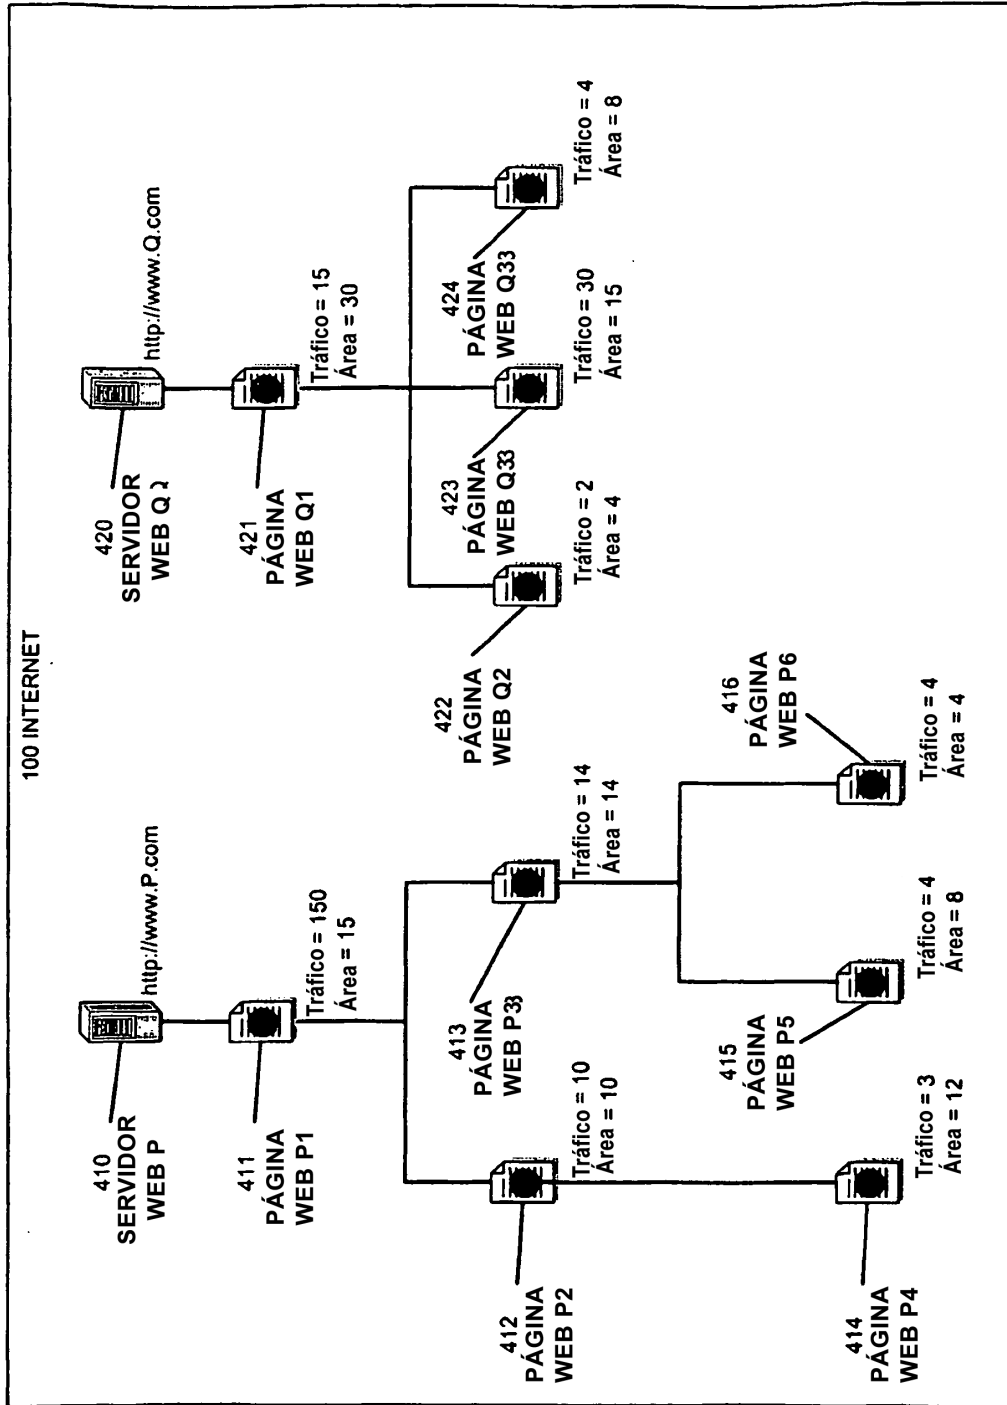 100 INTERNET
410
SERVIDOR
WEB P
http://www.P.com
411
PÁGINA
WEB P1
Tráfico = 150
Área = 15
412
PÁGINA
WEB P2
Tráfico = 10
Área = 10
413
PÁGINA
WEB P33
Tráfico = 14
Área = 14
414
PÁGINA
WEB P4
Tráfico = 3
Área = 12
415
PÁGINA
WEB P5
Tráfico = 4
Área = 8
416
PÁGINA
WEB P6
Tráfico = 4
Área = 4
420
SERVIDOR
WEB Q
http://www.Q.com
421
PÁGINA
WEB Q1
Tráfico = 15
Área = 30
422
PÁGINA
WEB Q2
Tráfico = 2
Área = 4
423
PÁGINA
WEB Q33
Tráfico = 30
Área = 15
424
PÁGINA
WEB Q33
Tráfico = 4
Área = 8